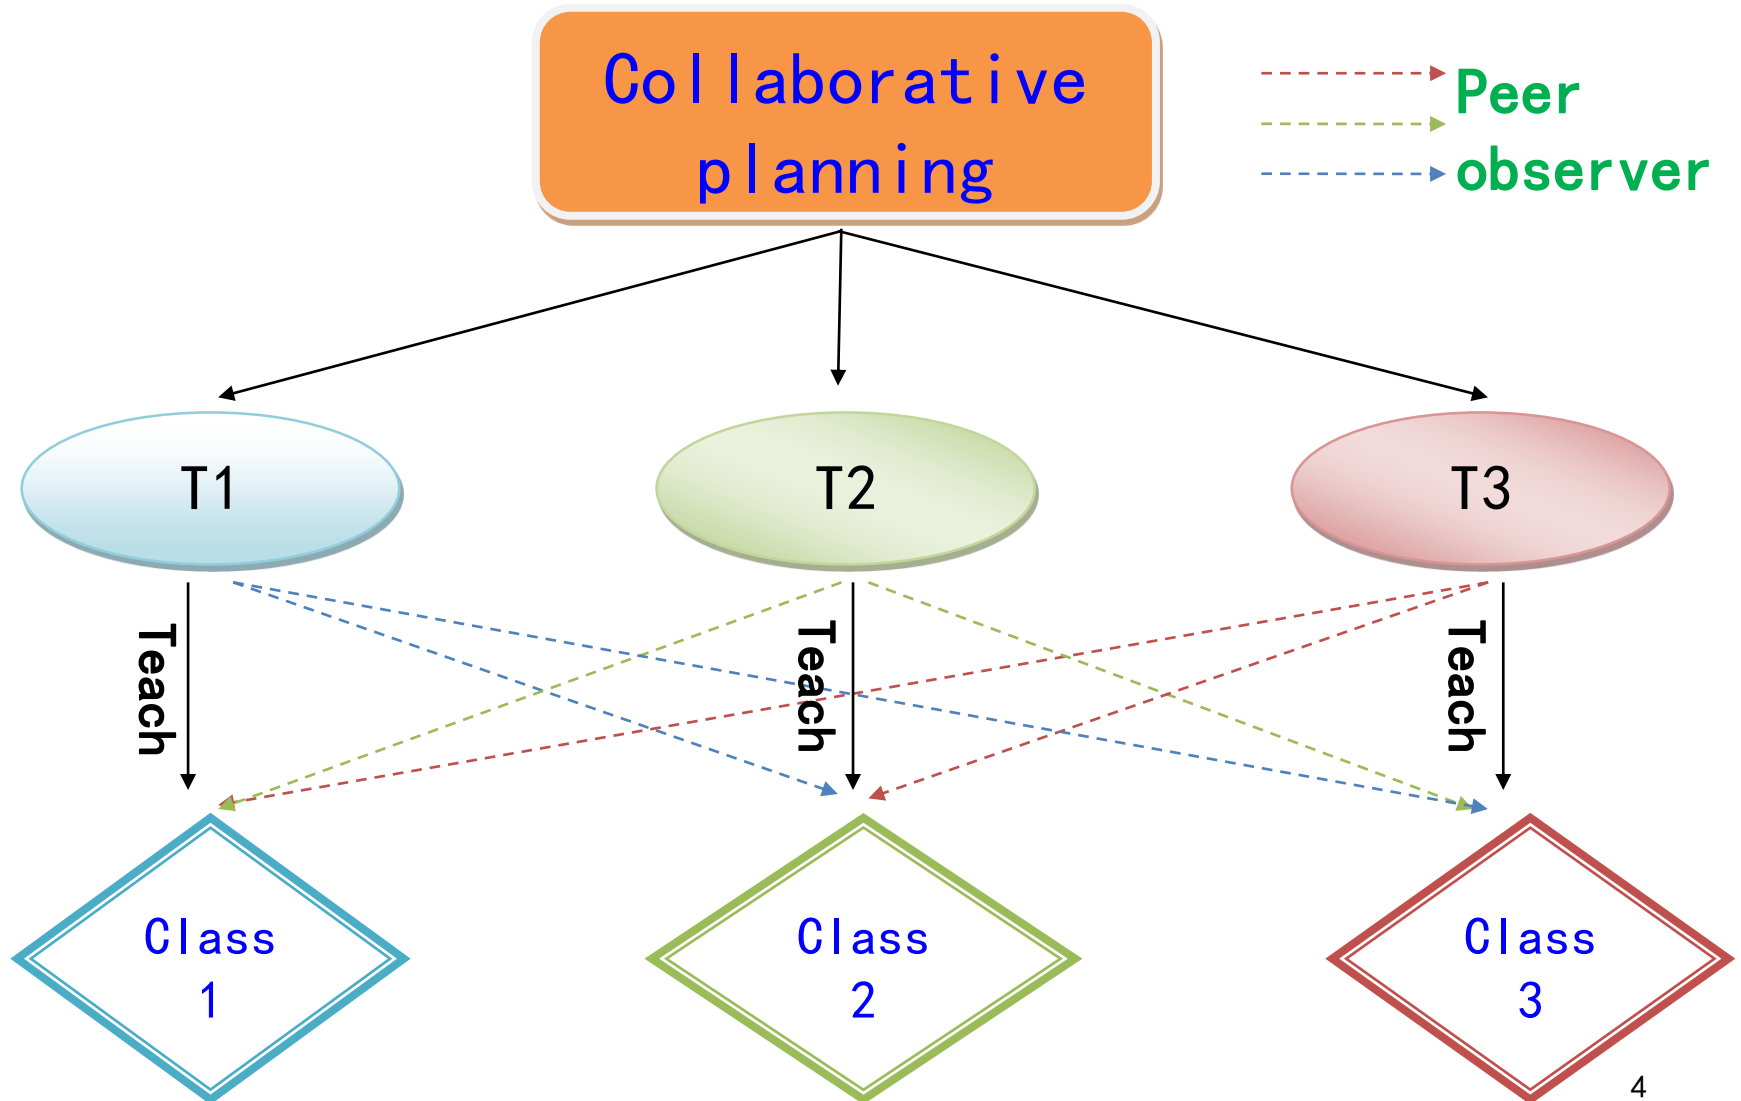 Collaborative
planning
Peer
observer
T1
T2
T3
Teach
Teach
Teach
Class
1
Class
2
Class
3
4